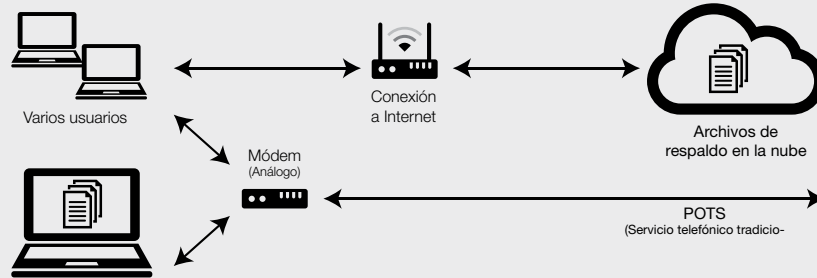 Varios usuarios
Conexión
a Internet
Archivos de
respaldo en la nube
Módem
(Análogo)
POTS
(Servicio telefónico tradicio-